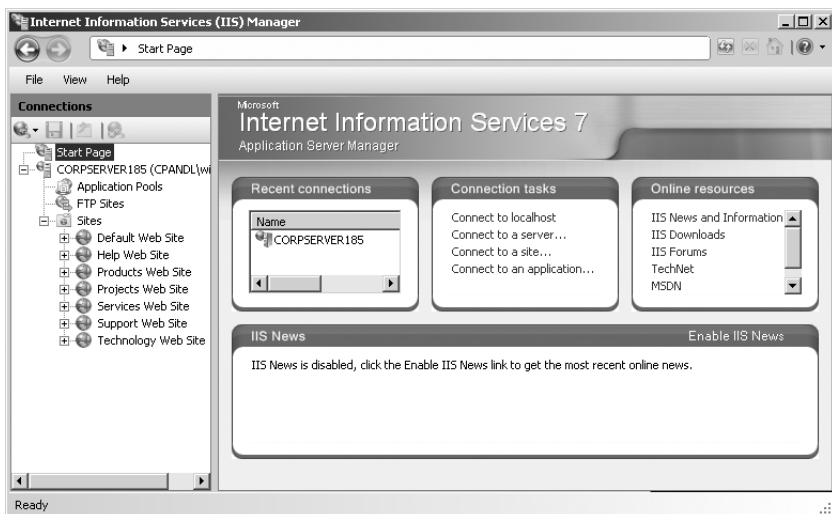 Internet Information Services (IIS) Manager
Start Page
File View Help
Connections
Start Page
CORPSERVER185 (CPANDL\wi
Application Pools
FTP Sites
Sites
Default Web Site
Help Web Site
Products Web Site
Projects Web Site
Services Web Site
Support Web Site
Technology Web Site
Microsoft
Internet Information Services 7
Application Server Manager
Recent connections
Name
CORPSERVER185
Connection tasks
Connect to localhost
Connect to a server...
Connect to a site...
Connect to an application...
Online resources
IIS News and Information
IIS Downloads
IIS Forums
TechNet
MSDN
IIS News
Enable IIS News
IIS News is disabled, click the Enable IIS News link to get the most recent online news.
Ready